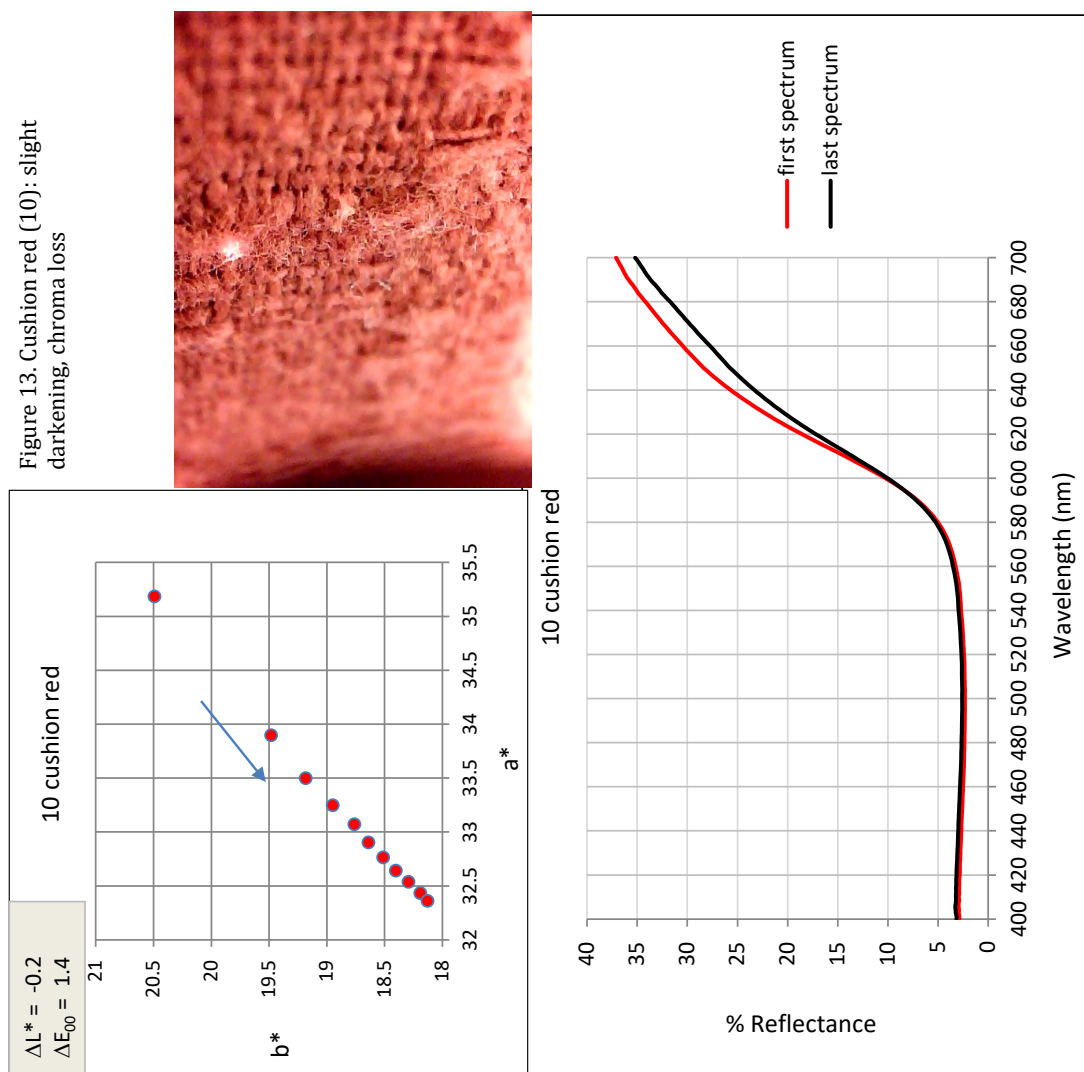 Figure 13. Cushion red (10): slight
darkening, chroma loss
ΔL* = -0.2
ΔE₀₀ = 1.4
10 cushion red
21
20.5
20
19.5
19
18.5
18
32 32.5 33 33.5 34 34.5 35 35.5
b*
a*
10 cushion red
40
35
30
25
20
15
10
5
0
400 420 440 460 480 500 520 540 560 580 600 620 640 660 680 700
% Reflectance
Wavelength (nm)
first spectrum
last spectrum